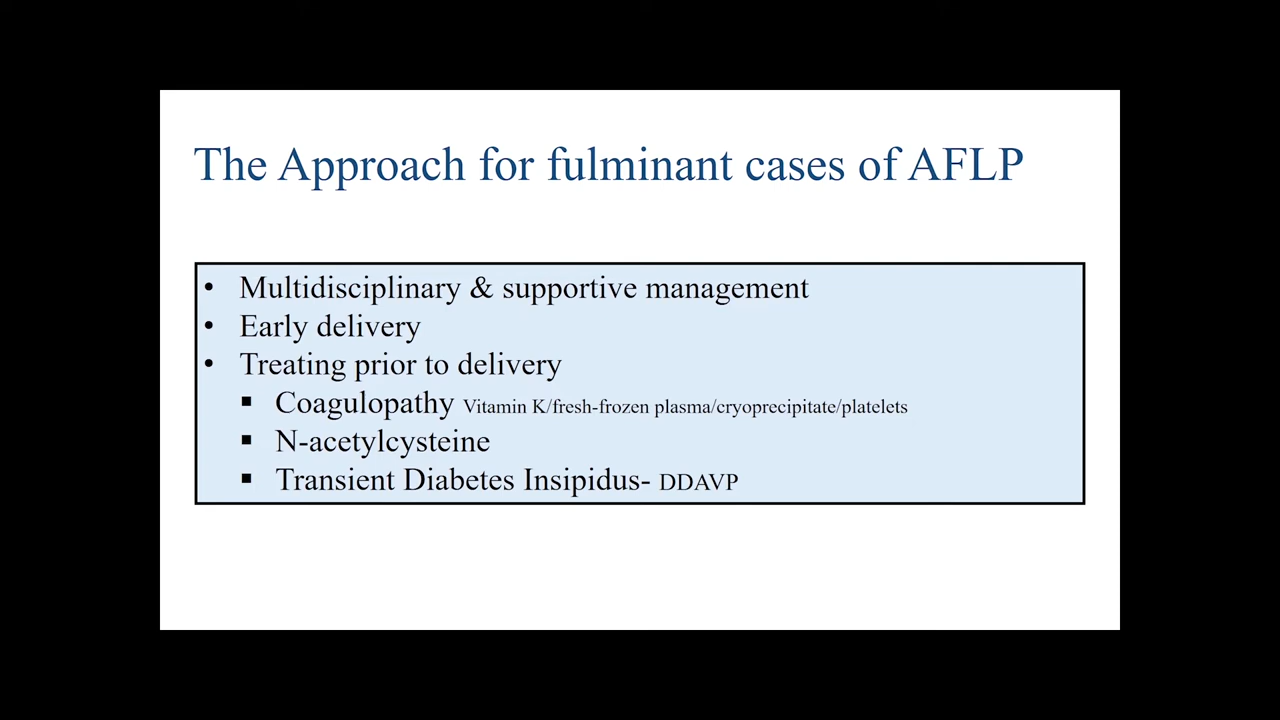 The Approach for fulminant cases of AFLP
• Multidisciplinary & supportive management
• Early delivery
• Treating prior to delivery
▪ Coagulopathy Vitamin K/fresh-frozen plasma/cryoprecipitate/platelets
▪ N-acetylcysteine
▪ Transient Diabetes Insipidus- DDAVP